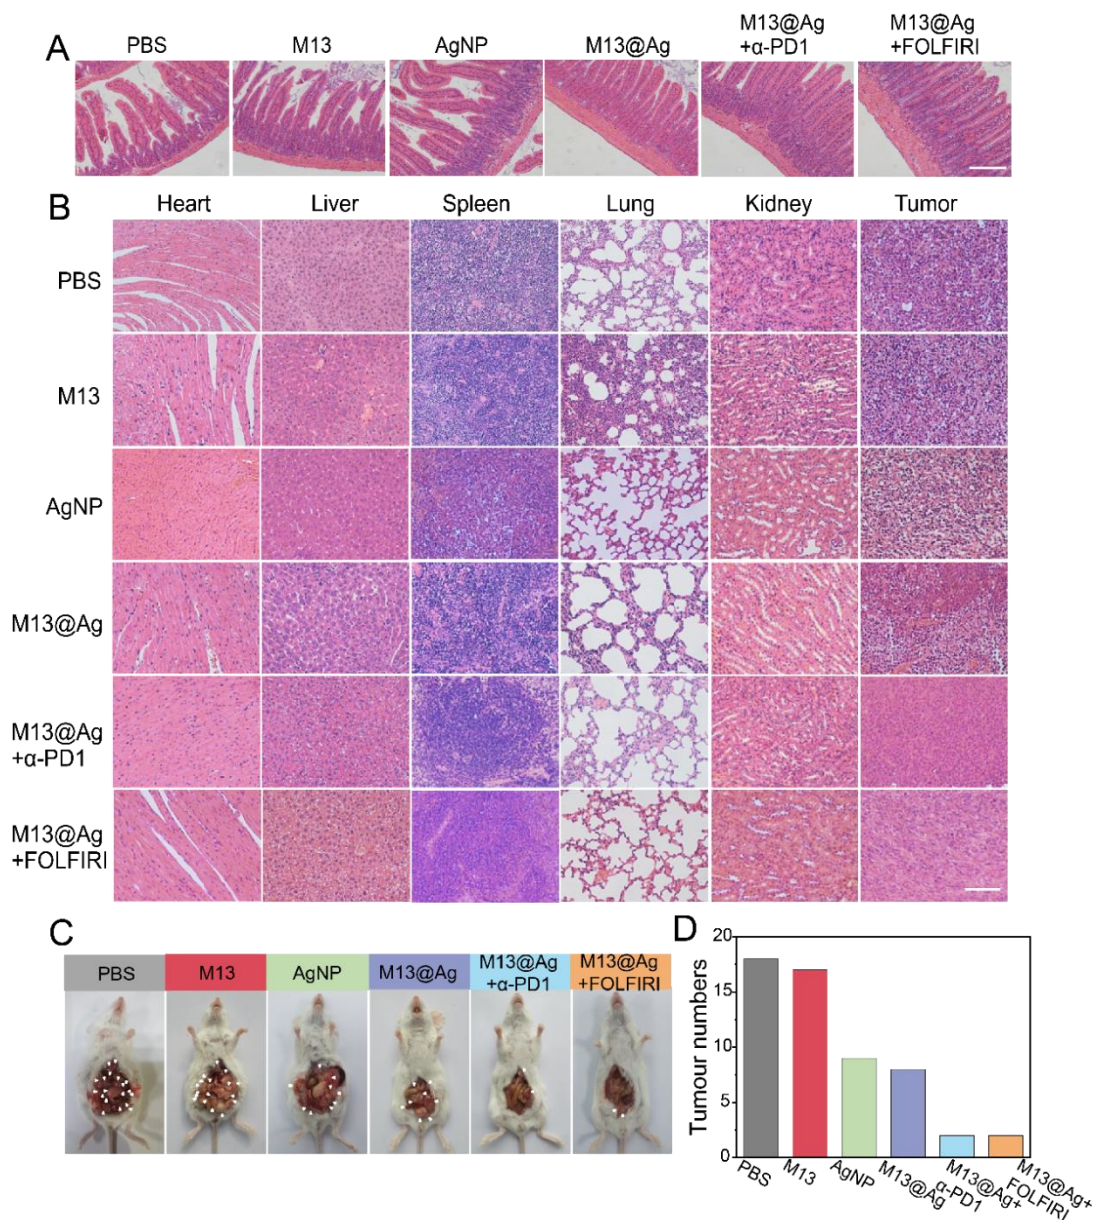 A
PBS
M13
AgNP
M13@Ag
M13@Ag
+α-PD1
M13@Ag
+FOLFIRI
B
Heart
Liver
Spleen
Lung
Kidney
Tumor
PBS
M13
AgNP
M13@Ag
M13@Ag
+α-PD1
M13@Ag
+FOLFIRI
C
PBS
M13
AgNP
M13@Ag
M13@Ag
+α-PD1
M13@Ag
+FOLFIRI
D
Tumour numbers
20
15
10
5
0
PBS
M13
AgNP
M13@Ag
M13@Ag+
α-PD1
M13@Ag+
FOLFIRI